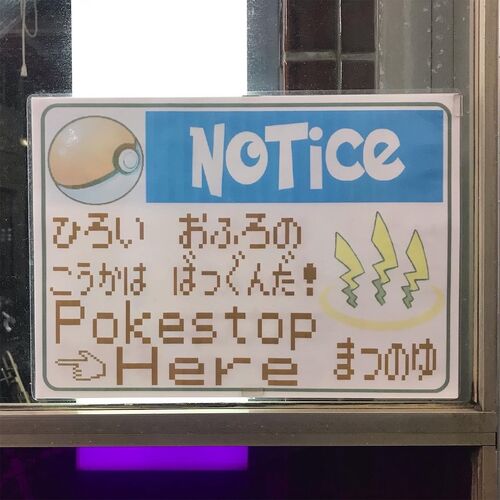 NOTice
ひろい おふろの
こうかは ばつぐんだ!
Pokestop
Here
まつのゆ